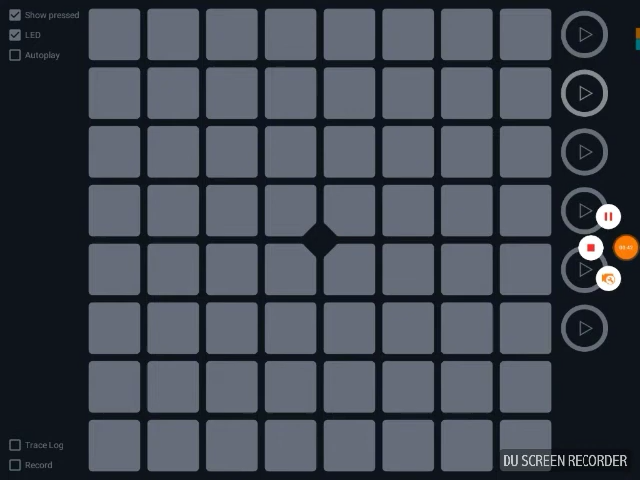 Show pressed
LED
Autoplay
Trace Log
Record
DU SCREEN RECORDER